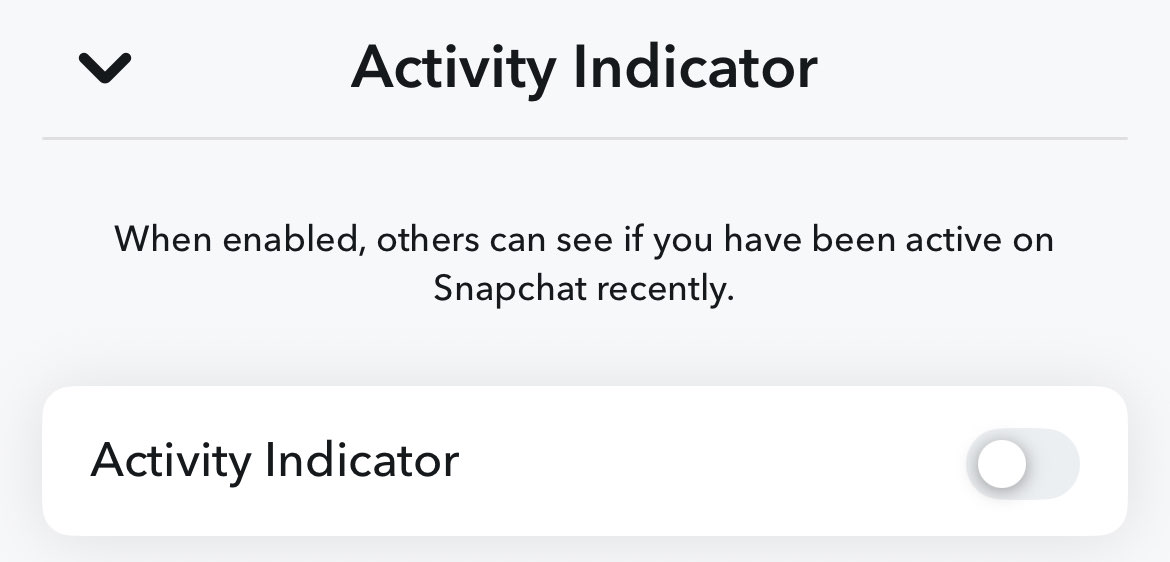 Activity Indicator
When enabled, others can see if you have been active on
Snapchat recently.
Activity Indicator